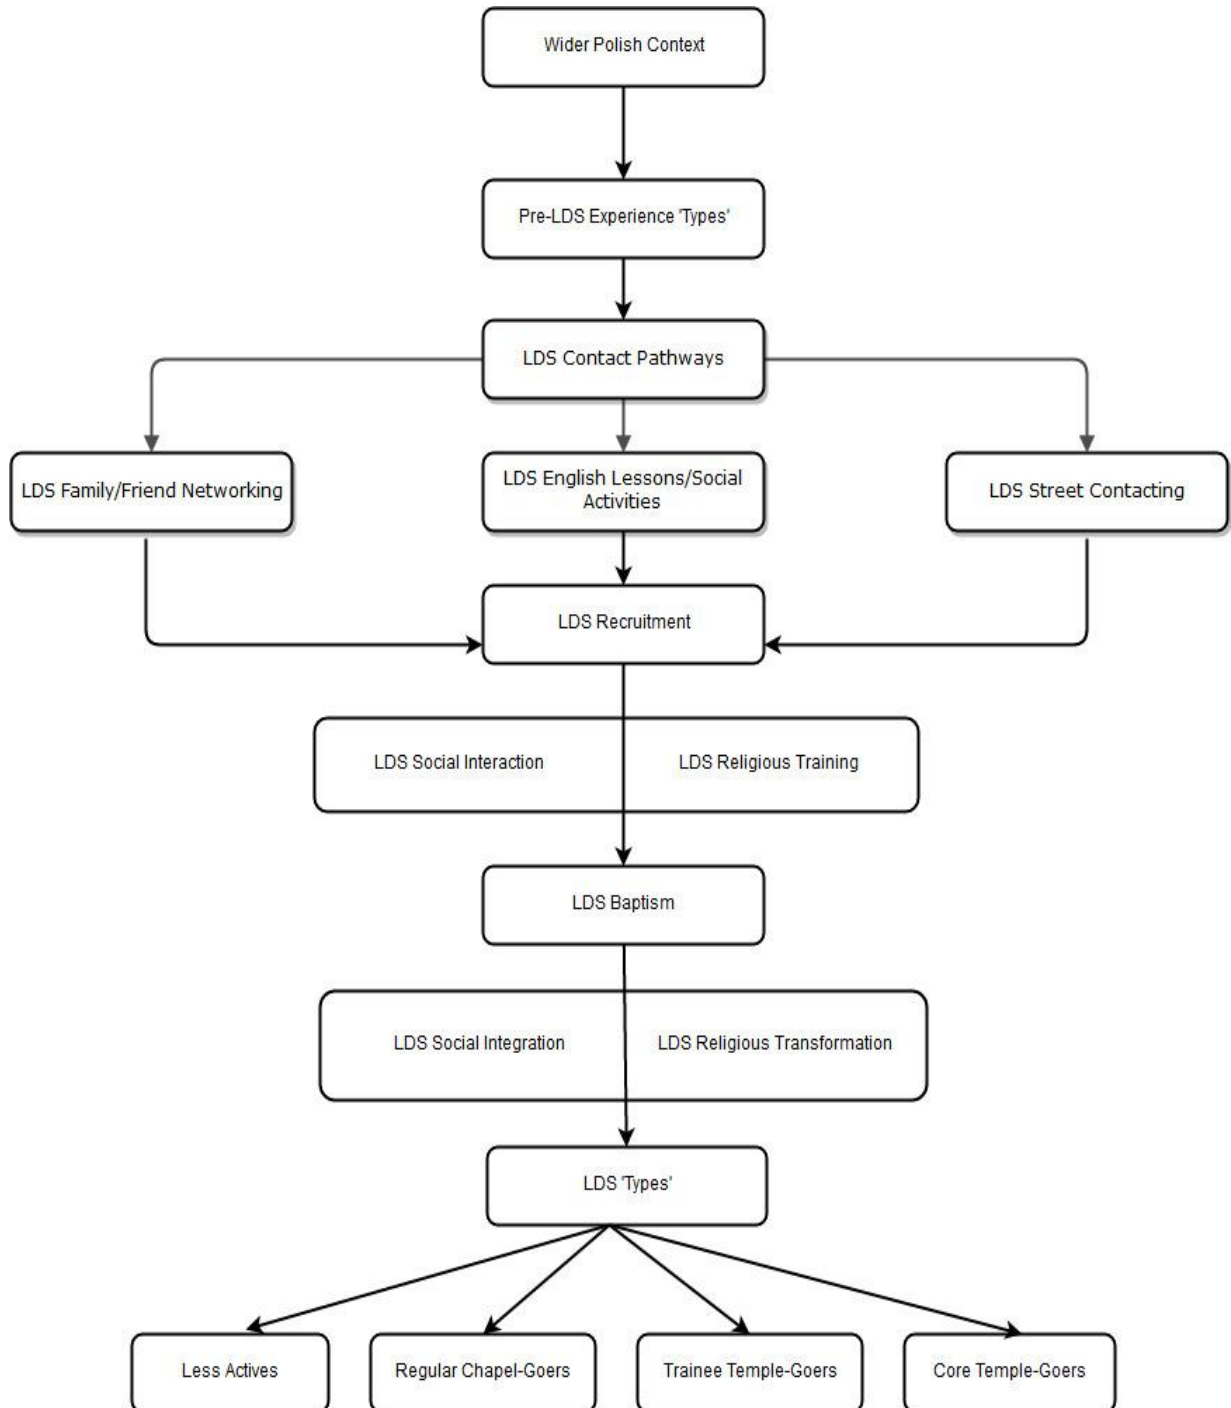 Wider Polish Context
Pre-LDS Experience 'Types'
LDS Contact Pathways
LDS Family/Friend Networking
LDS English Lessons/Social
Activities
LDS Street Contacting
LDS Recruitment
LDS Social Interaction
LDS Religious Training
LDS Baptism
LDS Social Integration
LDS Religious Transformation
LDS 'Types'
Less Actives
Regular Chapel-Goers
Trainee Temple-Goers
Core Temple-Goers